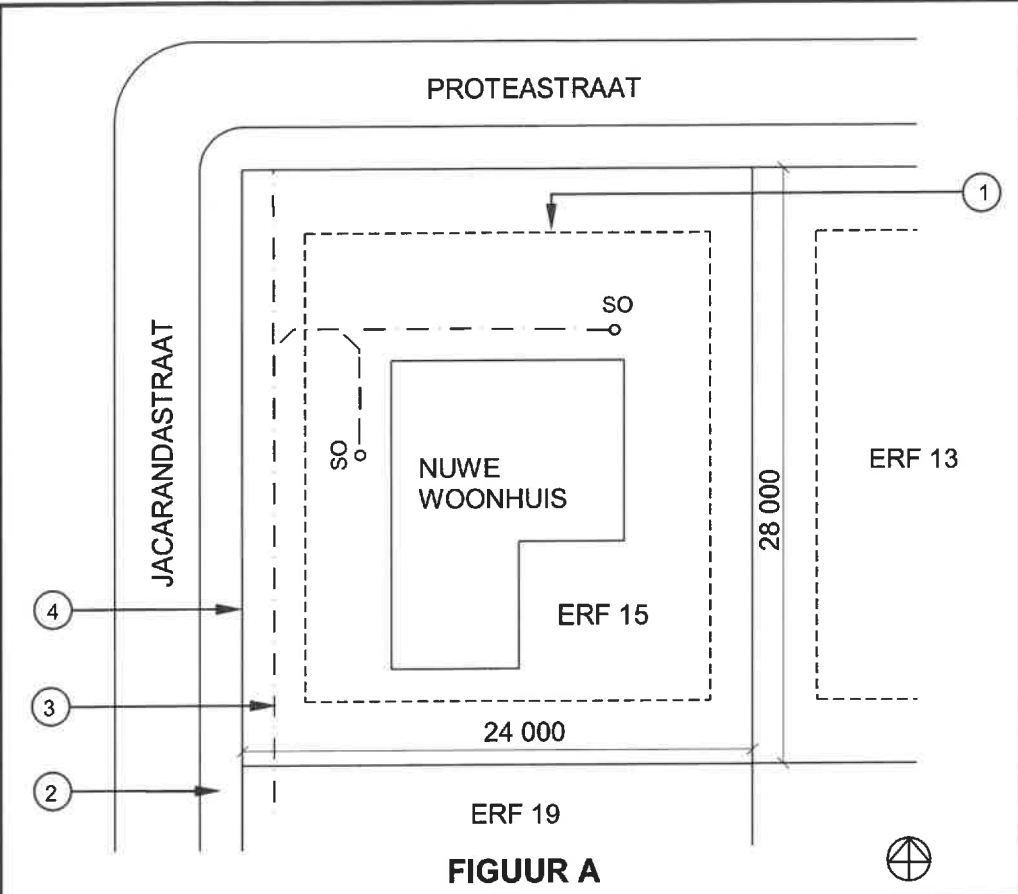 PROTEASTRAAT
1
SO
JACARANDASTRAAT
SO
NUWE
WOONHUIS
ERF 13
28 000
4
ERF 15
3
24 000
2
ERF 19
FIGUUR A